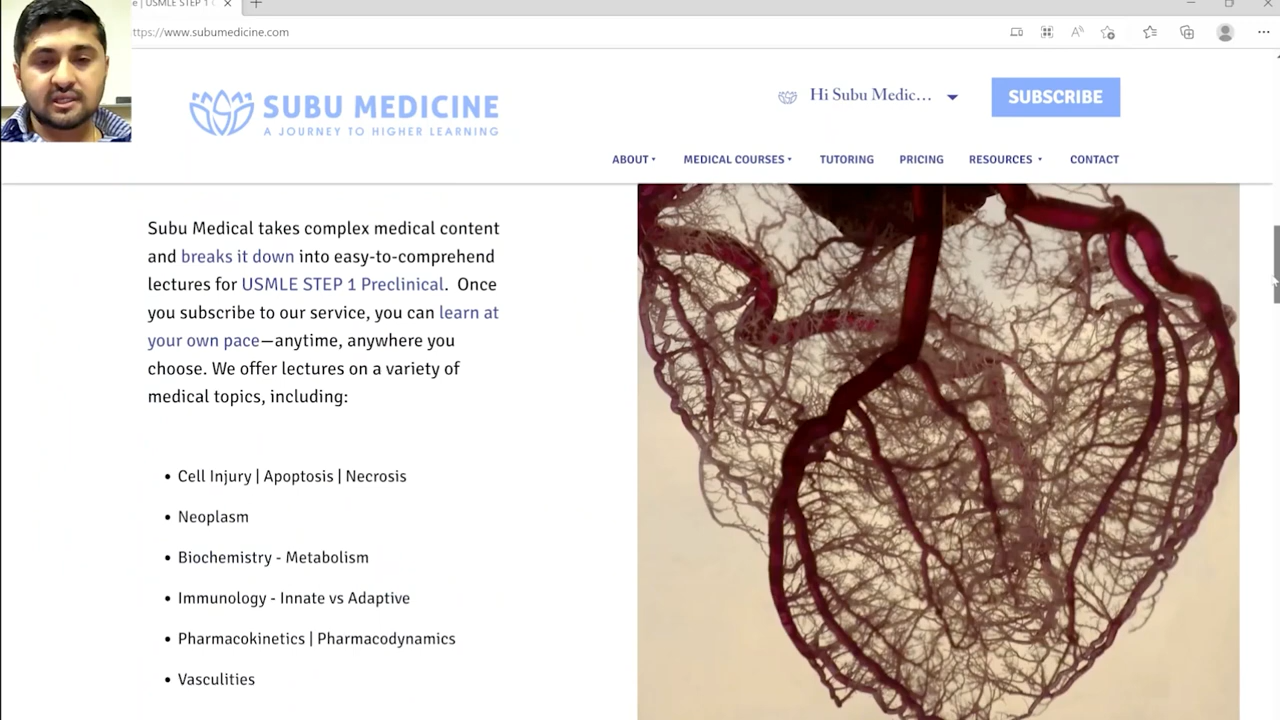 e | USMLE STEP 1
ttps://www.subumedicine.com
SUBU MEDICINE
A JOURNEY TO HIGHER LEARNING
Hi Subu Medic...
SUBSCRIBE
ABOUT
MEDICAL COURSES
TUTORING
PRICING
RESOURCES
CONTACT
Subu Medical takes complex medical content
and breaks it down into easy-to-comprehend
lectures for USMLE STEP 1 Preclinical. Once
you subscribe to our service, you can learn at
your own pace—anytime, anywhere you
choose. We offer lectures on a variety of
medical topics, including:
• Cell Injury | Apoptosis | Necrosis
• Neoplasm
• Biochemistry - Metabolism
• Immunology - Innate vs Adaptive
• Pharmacokinetics | Pharmacodynamics
• Vasculities